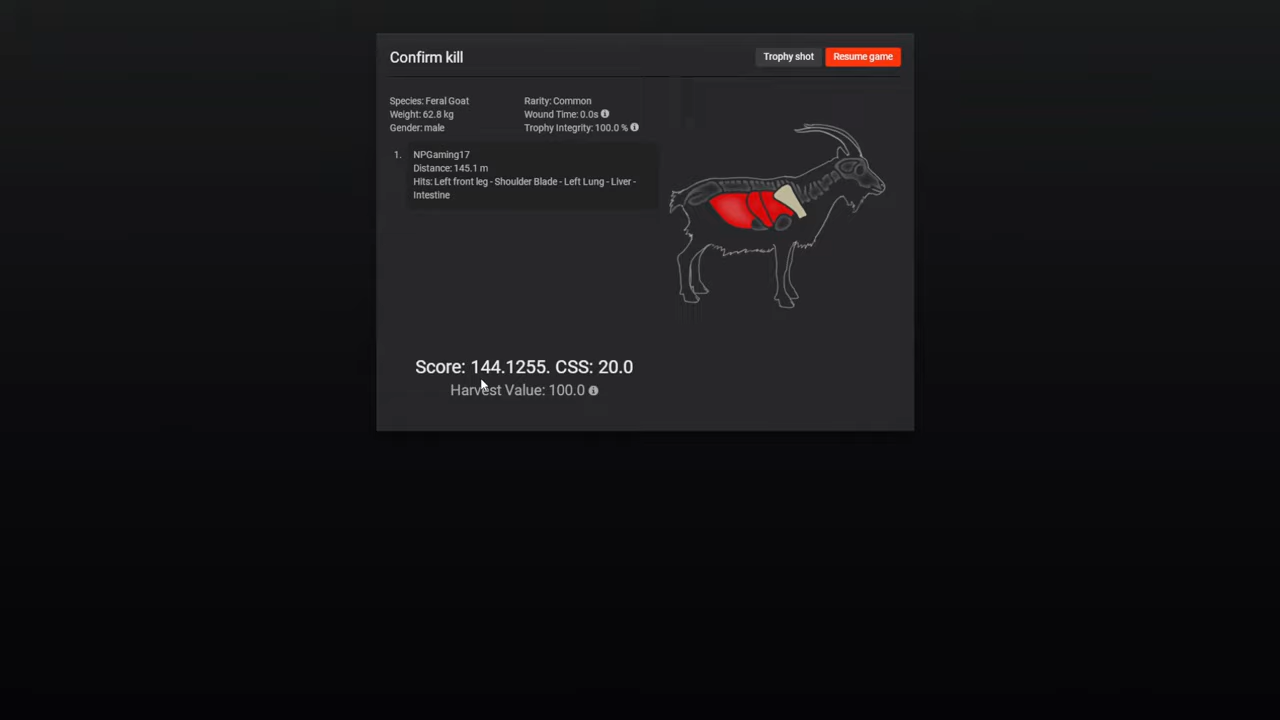 Confirm kill
Trophy shot
Resume game
Species: Feral Goat
Rarity: Common
Weight: 62.8 kg
Wound Time: 0.0s
Gender: male
Trophy Integrity: 100.0 %
1. NPGaming17
Distance: 145.1 m
Hits: Left front leg - Shoulder Blade - Left Lung - Liver -
Intestine
Score: 144.1255. CSS: 20.0
Harvest Value: 100.0